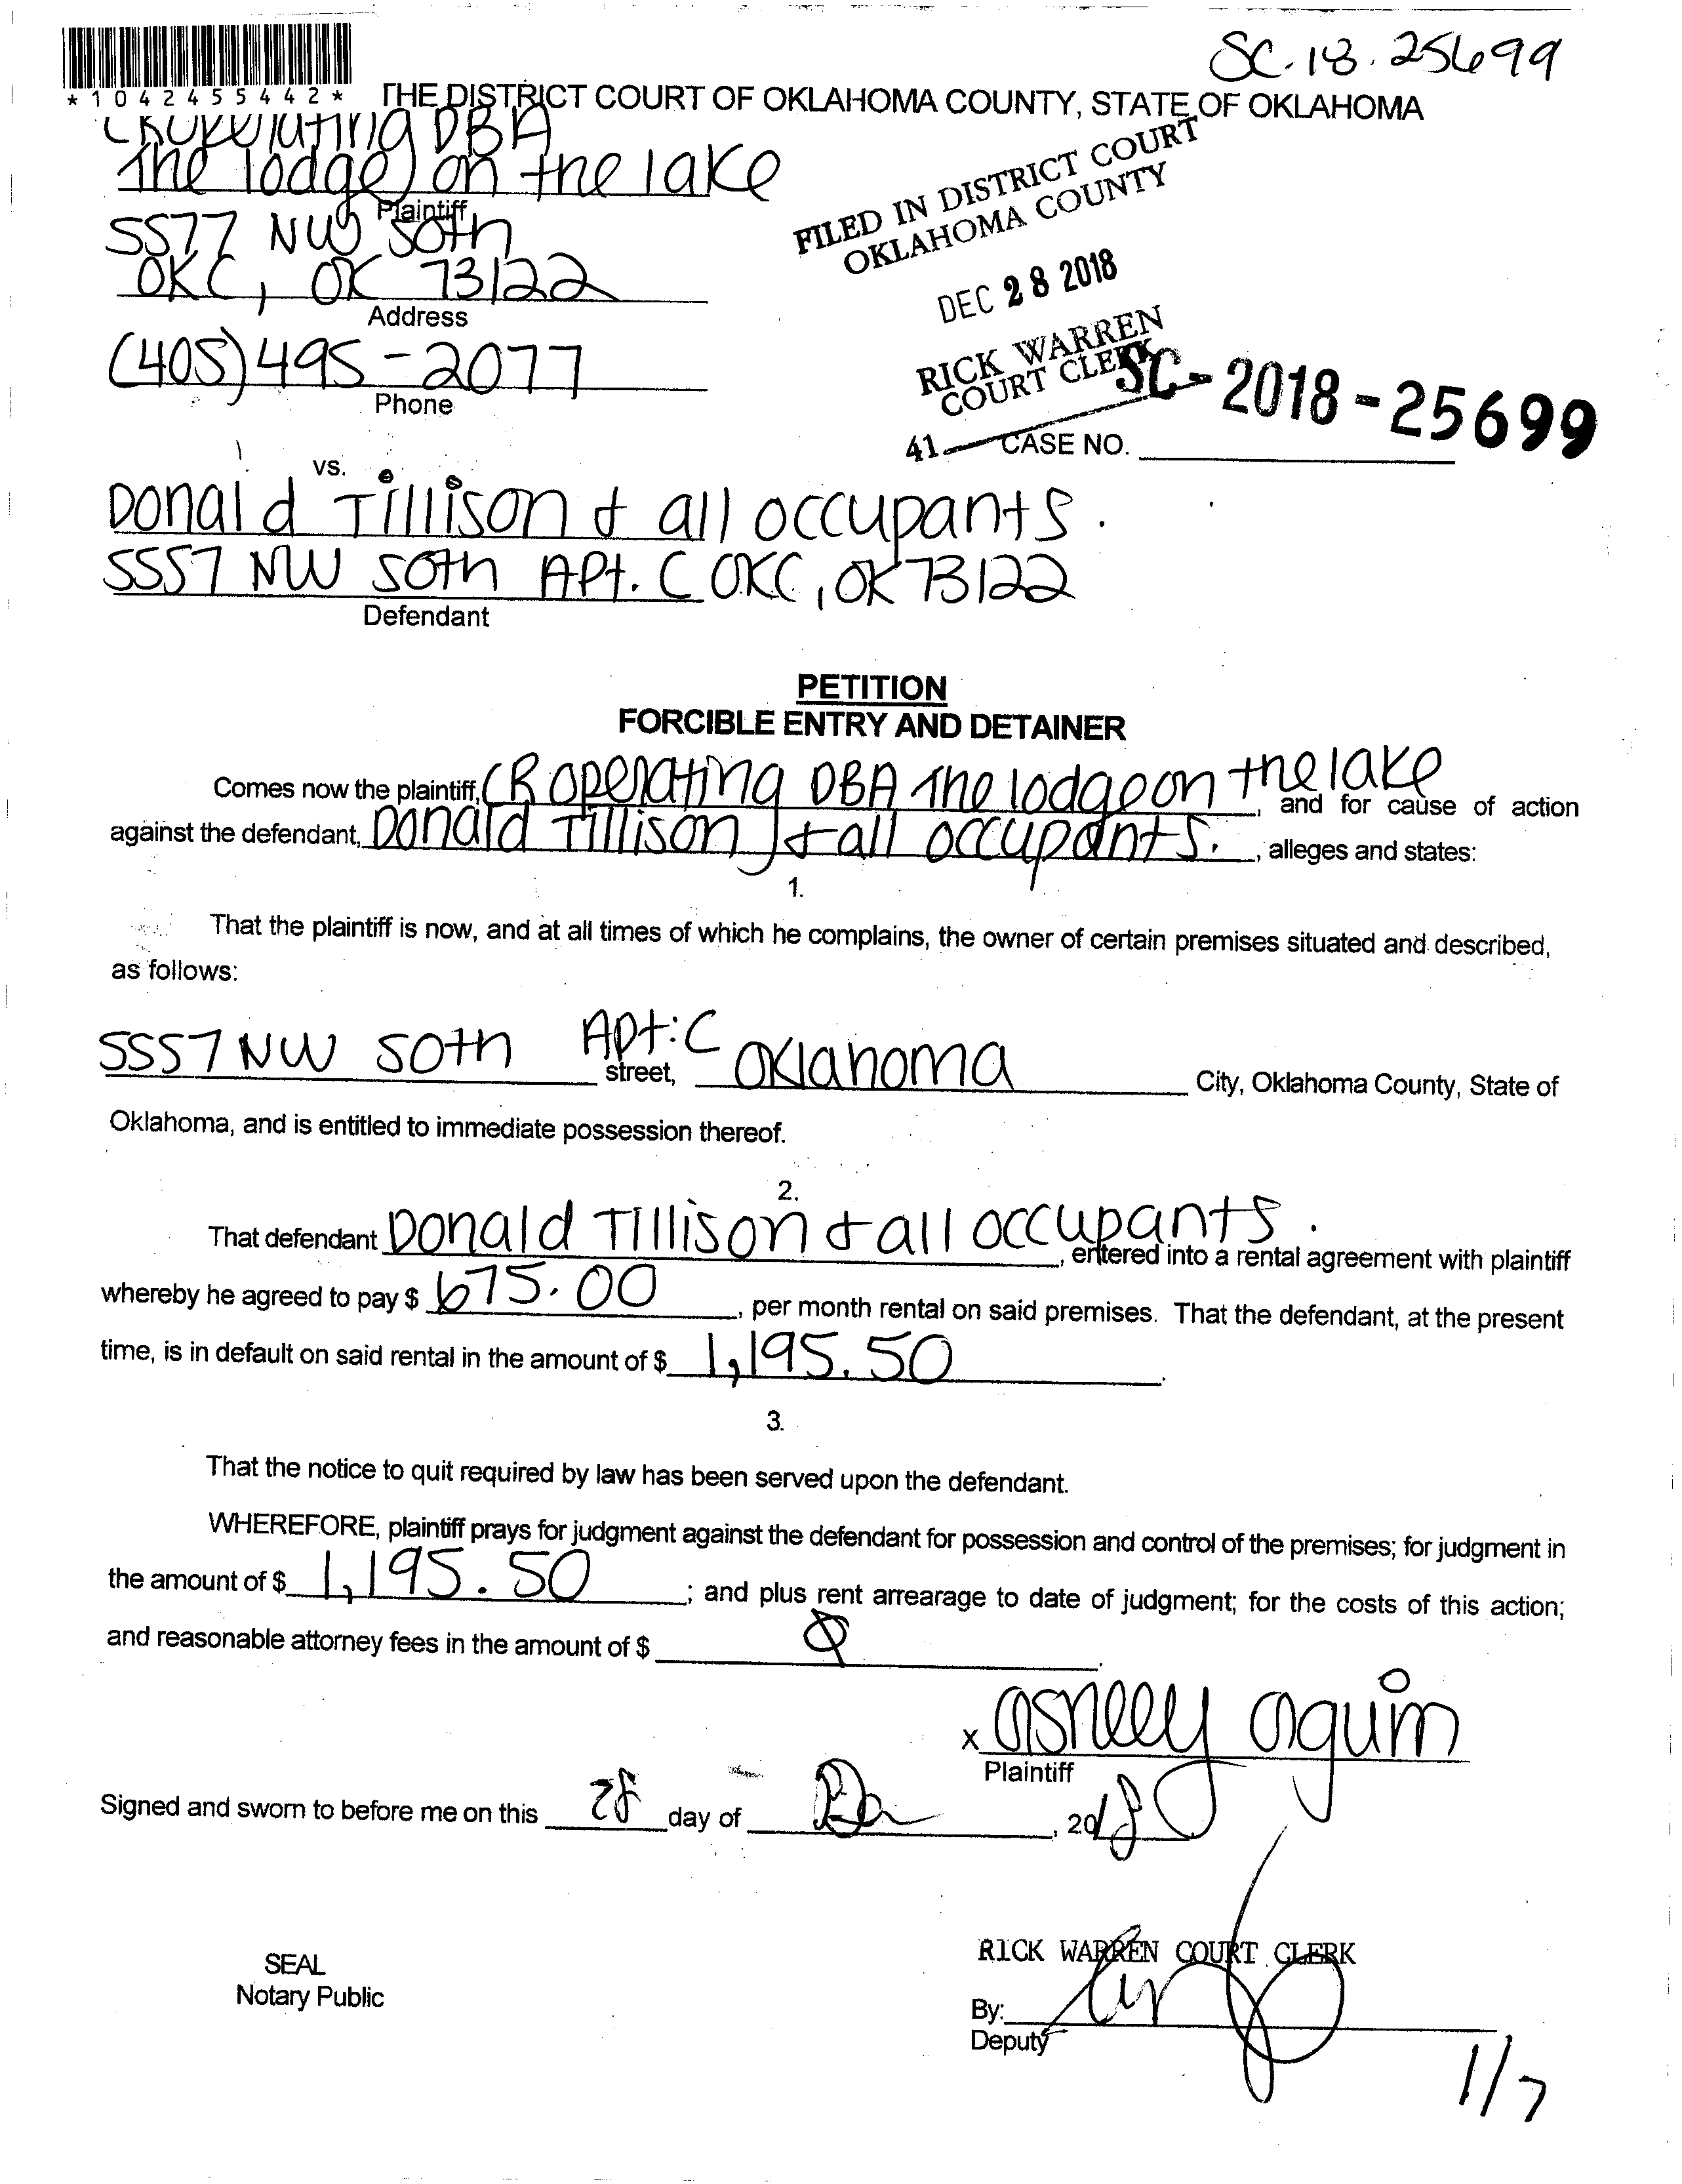 SC-18-25699
*1042455442*
THE DISTRICT COURT OF OKLAHOMA COUNTY, STATE OF OKLAHOMA
CR Operating DBA
The lodge on the lake
Plaintiff
5577 NW 50th
OKC, OK 73122
Address
(405)495-2077
Phone
FILED IN DISTRICT COURT
OKLAHOMA COUNTY
DEC 28 2018
RICK WARREN
COURT CLERK
41
SC-2018-25699
CASE NO.
vs.
Donald Tillison & all occupants.
5557 NW 50th Apt. C OKC, OK 73122
Defendant
PETITION
FORCIBLE ENTRY AND DETAINER
Comes now the plaintiff, CR Operating DBA The lodge on the lake, and for cause of action
against the defendant, Donald Tillison & all occupants., alleges and states:
1.
That the plaintiff is now, and at all times of which he complains, the owner of certain premises situated and described,
as follows:
5557 NW 50th Apt:C street, Oklahoma City, Oklahoma County, State of
Oklahoma, and is entitled to immediate possession thereof.
2.
That defendant Donald Tillison & all occupants., entered into a rental agreement with plaintiff
whereby he agreed to pay $ 675.00, per month rental on said premises. That the defendant, at the present
time, is in default on said rental in the amount of $ 1,195.50.
3.
That the notice to quit required by law has been served upon the defendant.
WHEREFORE, plaintiff prays for judgment against the defendant for possession and control of the premises; for judgment in
the amount of $ 1,195.50; and plus rent arrearage to date of judgment; for the costs of this action;
and reasonable attorney fees in the amount of $ Ø.
x Ashley Aguin
Plaintiff
Signed and sworn to before me on this 28 day of , 2018
RICK WARREN COURT CLERK
SEAL
Notary Public
By:
Deputy
1/7